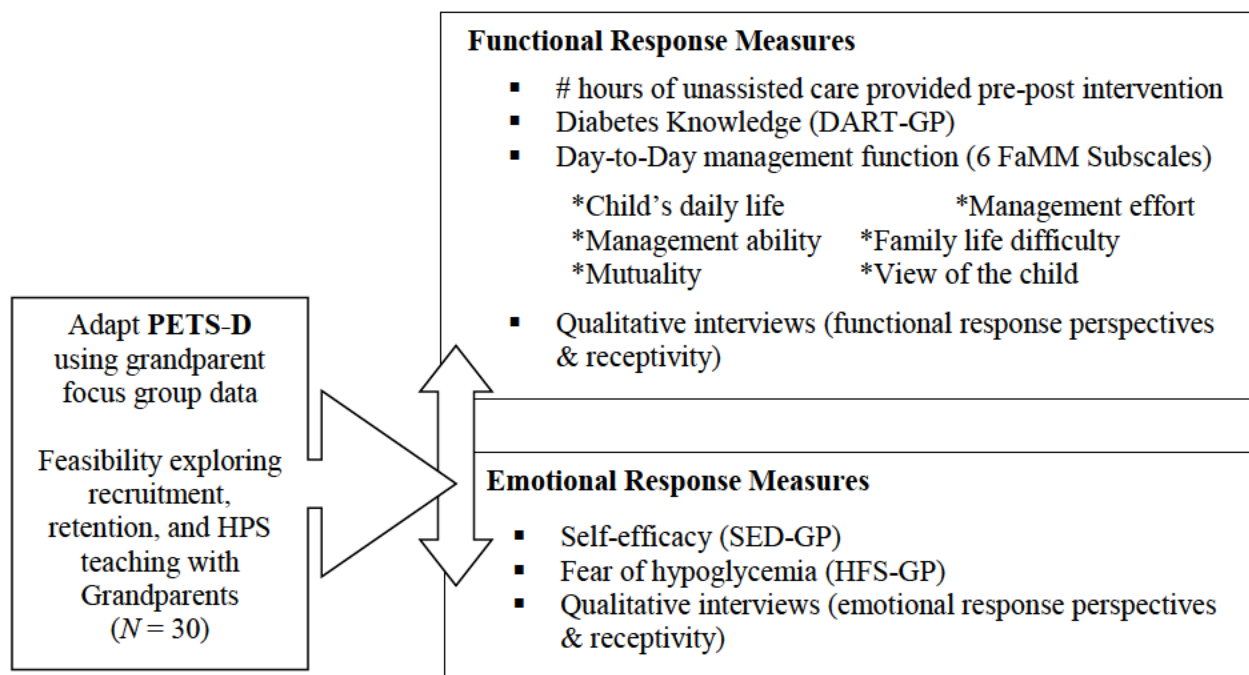 Functional Response Measures
▪ # hours of unassisted care provided pre-post intervention
▪ Diabetes Knowledge (DART-GP)
▪ Day-to-Day management function (6 FaMM Subscales)
*Child's daily life *Management effort
*Management ability *Family life difficulty
*Mutuality *View of the child
▪ Qualitative interviews (functional response perspectives
& receptivity)
Adapt PETS-D
using grandparent
focus group data
Feasibility exploring
recruitment,
retention, and HPS
teaching with
Grandparents
(N = 30)
Emotional Response Measures
▪ Self-efficacy (SED-GP)
▪ Fear of hypoglycemia (HFS-GP)
▪ Qualitative interviews (emotional response perspectives
& receptivity)